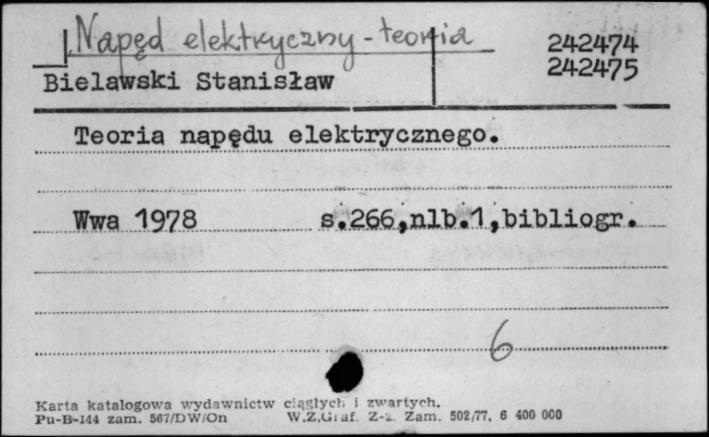 Napęd elektryczny - teoria
242474
242475
Bielawski Stanisław
Teoria napędu elektrycznego.
Wwa 1978 s.266,nlb.1,bibliogr.
6
Karta katalogowa wydawnictw ciągłych i zwartych.
Pu-B-144 zam. 567/DW/On W.Z.Graf. Z-2. Zam. 502/77. 6 400 000